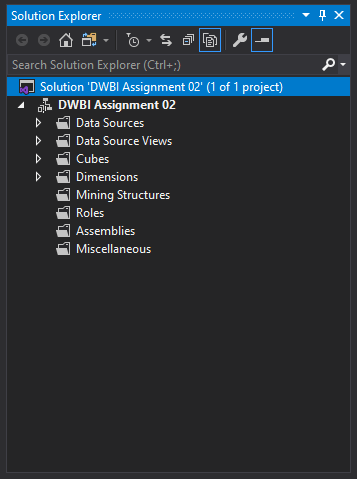 Solution Explorer
Search Solution Explorer (Ctrl+;)
Solution 'DWBI Assignment 02' (1 of 1 project)
DWBI Assignment 02
Data Sources
Data Source Views
Cubes
Dimensions
Mining Structures
Roles
Assemblies
Miscellaneous